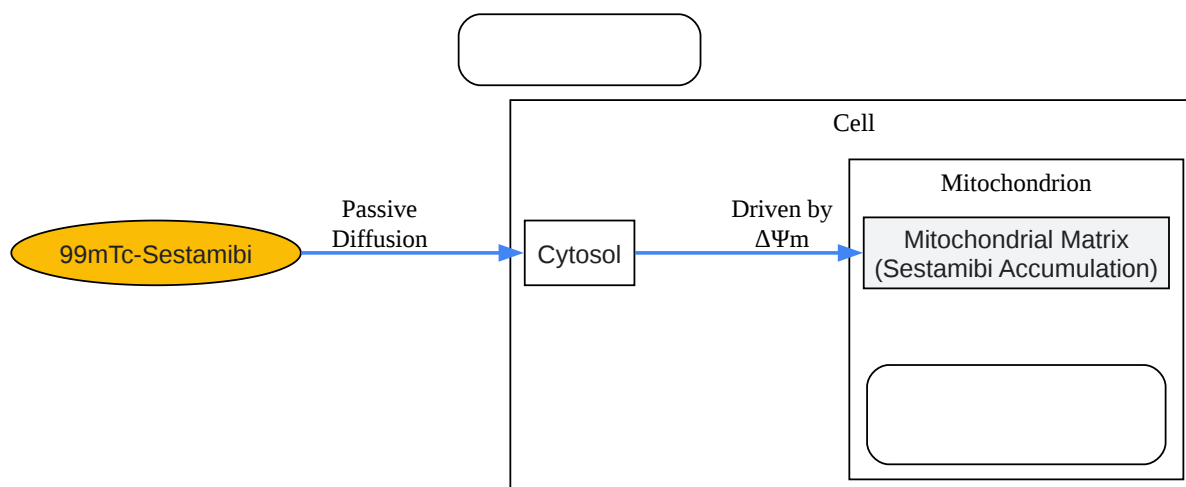 Cell
Mitochondrion
Passive
Diffusion
Driven by
ΔΨm
99mTc-Sestamibi
Cytosol
Mitochondrial Matrix
(Sestamibi Accumulation)